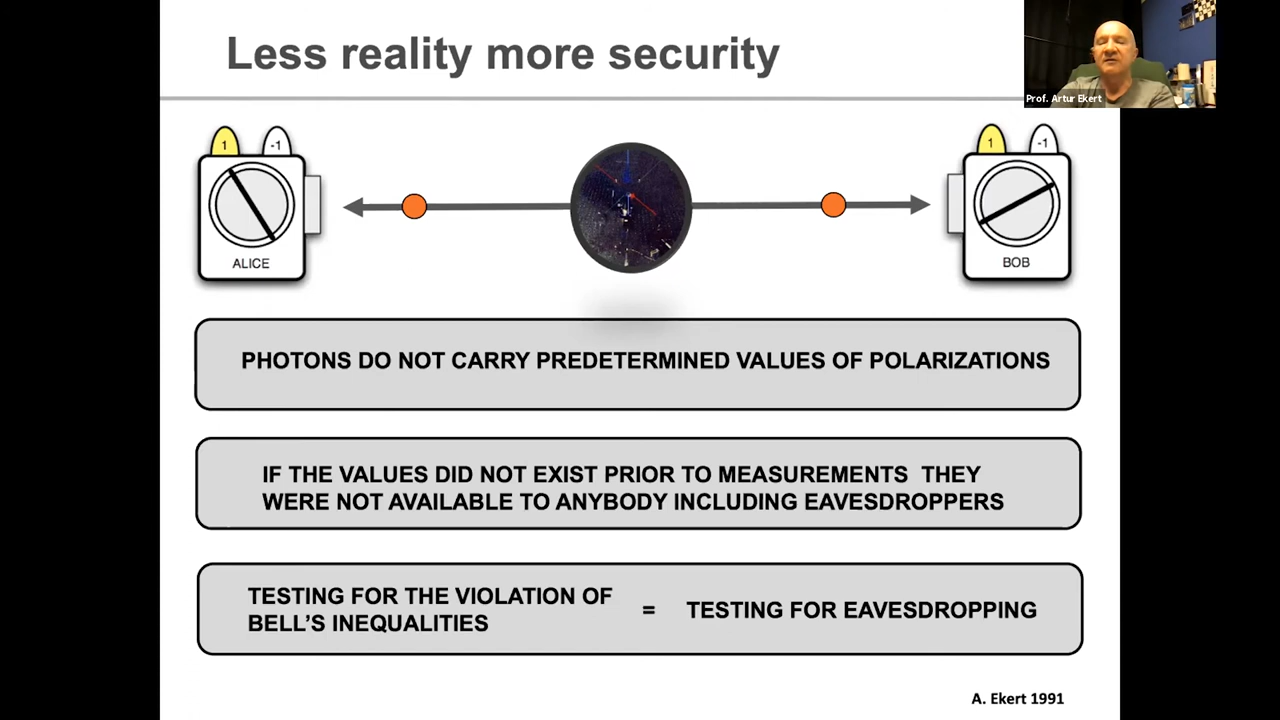 Less reality more security
Prof. Artur Ekert
1 -1
1 -1
ALICE
BOB
PHOTONS DO NOT CARRY PREDETERMINED VALUES OF POLARIZATIONS
IF THE VALUES DID NOT EXIST PRIOR TO MEASUREMENTS THEY
WERE NOT AVAILABLE TO ANYBODY INCLUDING EAVESDROPPERS
TESTING FOR THE VIOLATION OF
BELL'S INEQUALITIES
=
TESTING FOR EAVESDROPPING
A. Ekert 1991